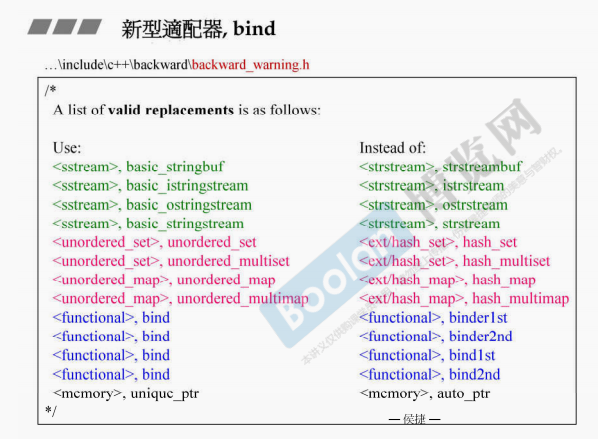 新型適配器, bind
…\include\c++\backward\backward_warning.h
/*
A list of valid replacements is as follows:
Use: Instead of:
<sstream>, basic_stringbuf <strstream>, strstreambuf
<sstream>, basic_istringstream <strstream>, istrstream
<sstream>, basic_ostringstream <strstream>, ostrstream
<sstream>, basic_stringstream <strstream>, strstream
<unordered_set>, unordered_set <ext/hash_set>, hash_set
<unordered_set>, unordered_multiset <ext/hash_set>, hash_multiset
<unordered_map>, unordered_map <ext/hash_map>, hash_map
<unordered_map>, unordered_multimap <ext/hash_map>, hash_multimap
<functional>, bind <functional>, binder1st
<functional>, bind <functional>, binder2nd
<functional>, bind <functional>, bind1st
<functional>, bind <functional>, bind2nd
<memory>, unique_ptr <memory>, auto_ptr
*/
— 侯捷 —
Boolan
博览网